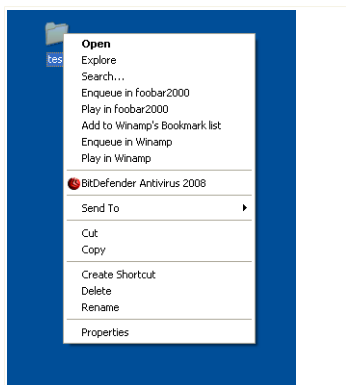 tes
Open
Explore
Search...
Enqueue in foobar2000
Play in foobar2000
Add to Winamp's Bookmark list
Enqueue in Winamp
Play in Winamp
BitDefender Antivirus 2008
Send To
Cut
Copy
Create Shortcut
Delete
Rename
Properties